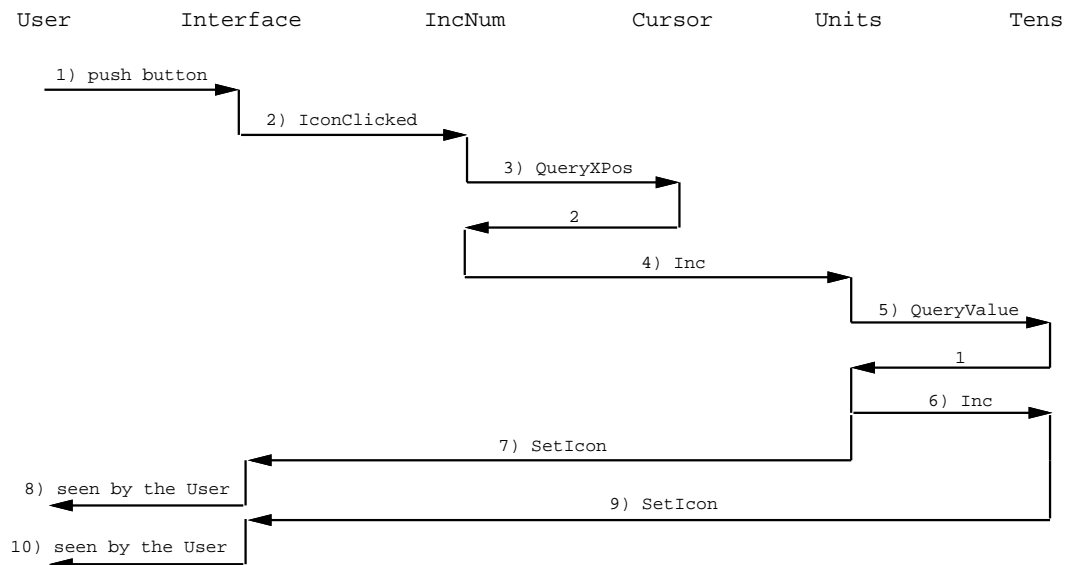 User Interface IncNum Cursor Units Tens
1) push button
2) IconClicked
3) QueryXPos
2
4) Inc
5) QueryValue
1
6) Inc
7) SetIcon
8) seen by the User
9) SetIcon
10) seen by the User